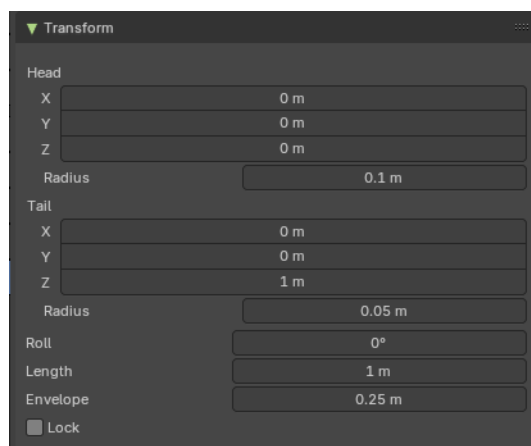 Transform
Head
X 0 m
Y 0 m
Z 0 m
Radius 0.1 m
Tail
X 0 m
Y 0 m
Z 1 m
Radius 0.05 m
Roll 0°
Length 1 m
Envelope 0.25 m
Lock